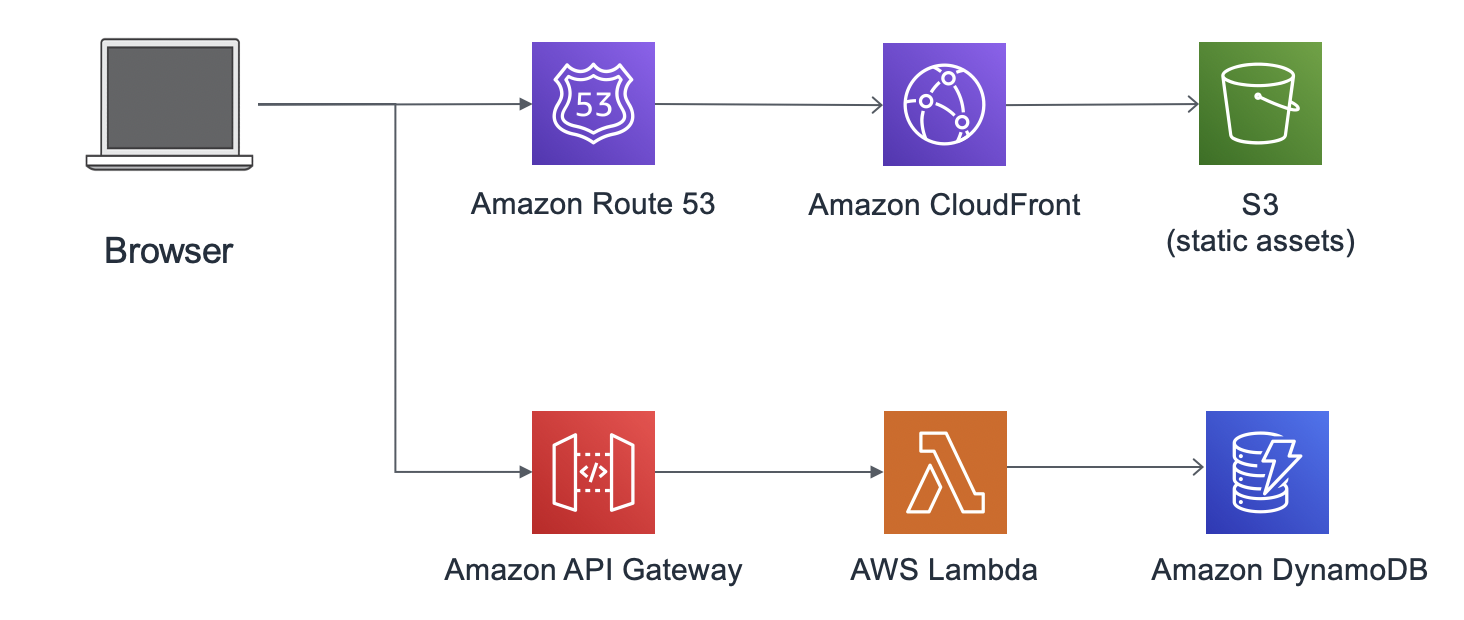 53
Amazon Route 53
Amazon CloudFront
S3
(static assets)
Browser
</>
Amazon API Gateway
AWS Lambda
Amazon DynamoDB